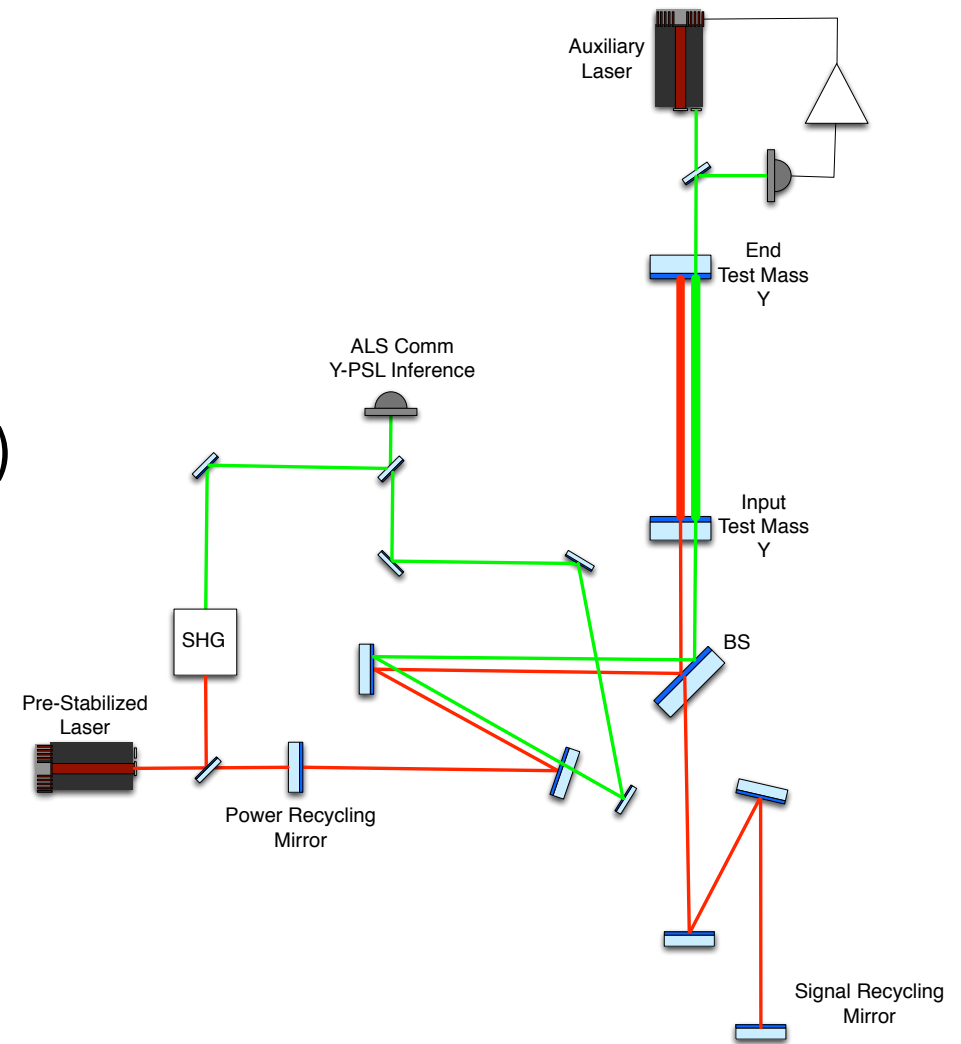 Auxiliary
Laser
End
Test Mass
Y
ALS Comm
Y-PSL Inference
)
Input
Test Mass
Y
SHG
BS
Pre-Stabilized
Laser
Power Recycling
Mirror
Signal Recycling
Mirror